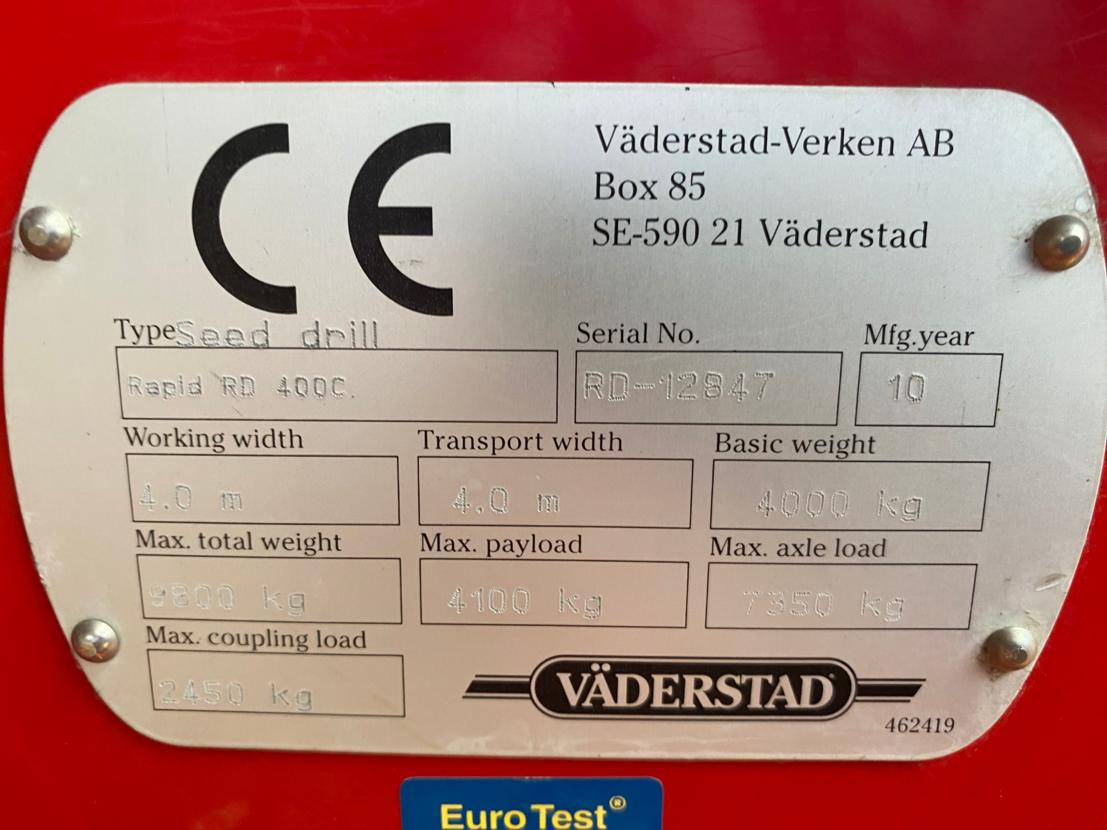 CE
Väderstad-Verken AB
Box 85
SE-590 21 Väderstad
Type Seed drill
Serial No.
Mfg.year
Rapid RD 400C.
RD-12847
10
Working width
Transport width
Basic weight
4.0 m
4.0 m
4000 kg
Max. total weight
Max. payload
Max. axle load
9800 kg
4100 kg
7350 kg
Max. coupling load
2450 kg
VÄDERSTAD
462419
Euro Test®